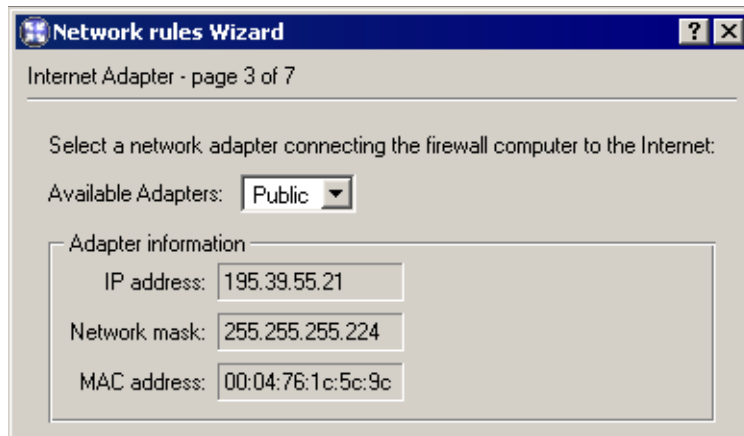 Network rules Wizard
Internet Adapter - page 3 of 7
Select a network adapter connecting the firewall computer to the Internet:
Available Adapters: Public
Adapter information
IP address: 195.39.55.21
Network mask: 255.255.255.224
MAC address: 00:04:76:1c:5c:9c